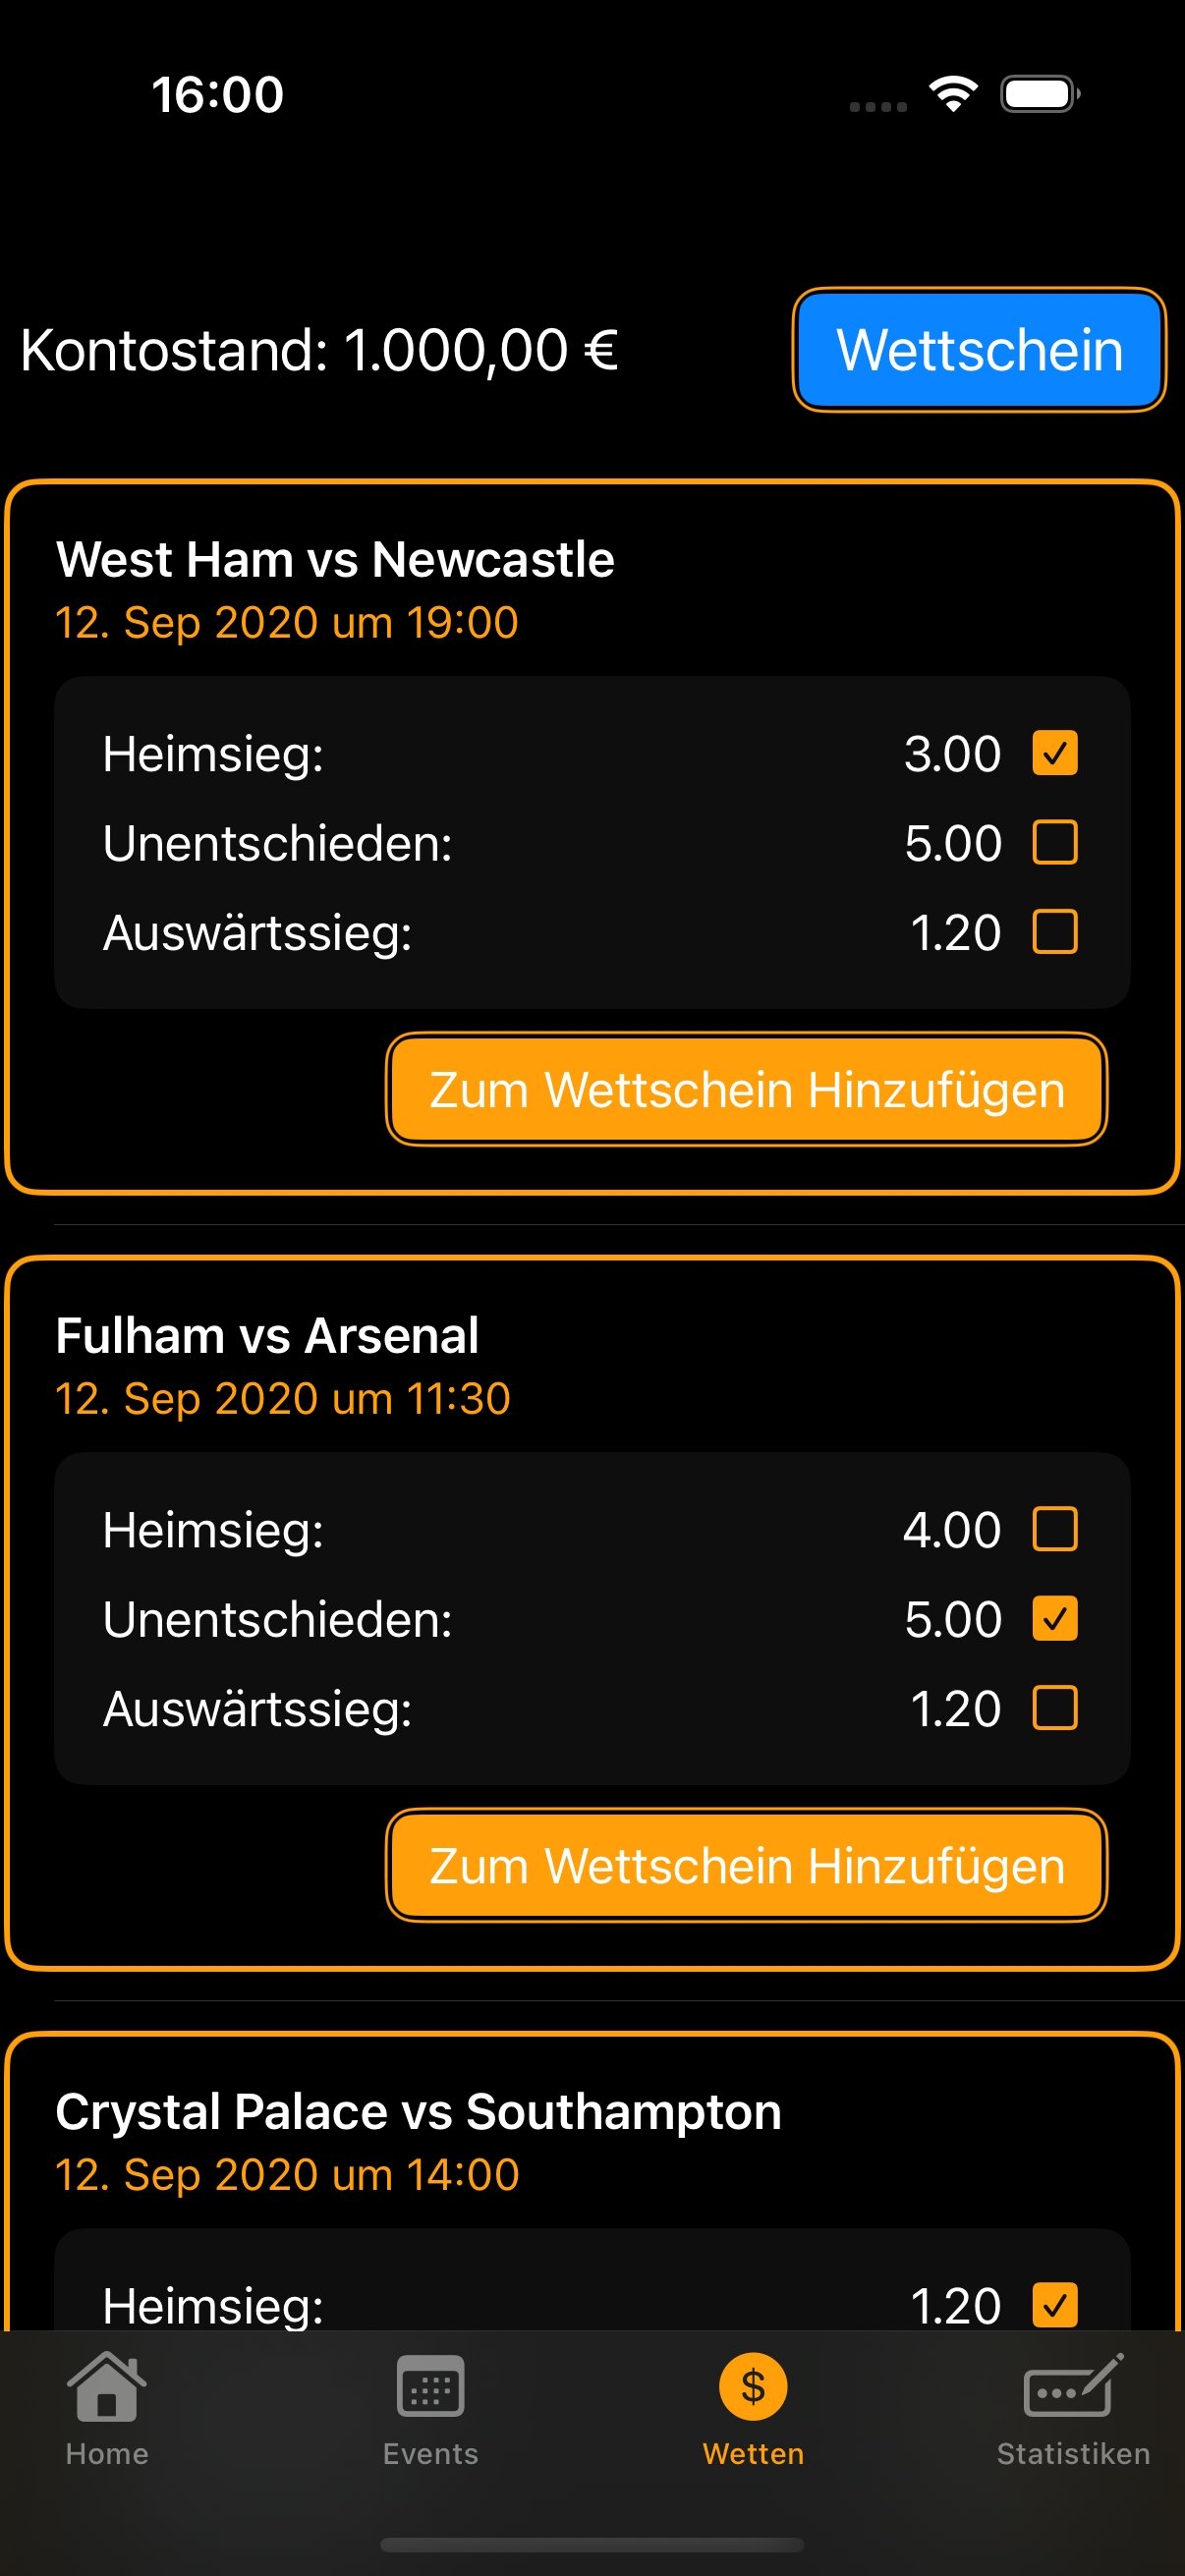 16:00
Kontostand: 1.000,00 €
Wettschein
West Ham vs Newcastle
12. Sep 2020 um 19:00
Heimsieg: 3.00
Unentschieden: 5.00
Auswärtssieg: 1.20
Zum Wettschein Hinzufügen
Fulham vs Arsenal
12. Sep 2020 um 11:30
Heimsieg: 4.00
Unentschieden: 5.00
Auswärtssieg: 1.20
Zum Wettschein Hinzufügen
Crystal Palace vs Southampton
12. Sep 2020 um 14:00
Heimsieg: 1.20
$
Home Events Wetten Statistiken